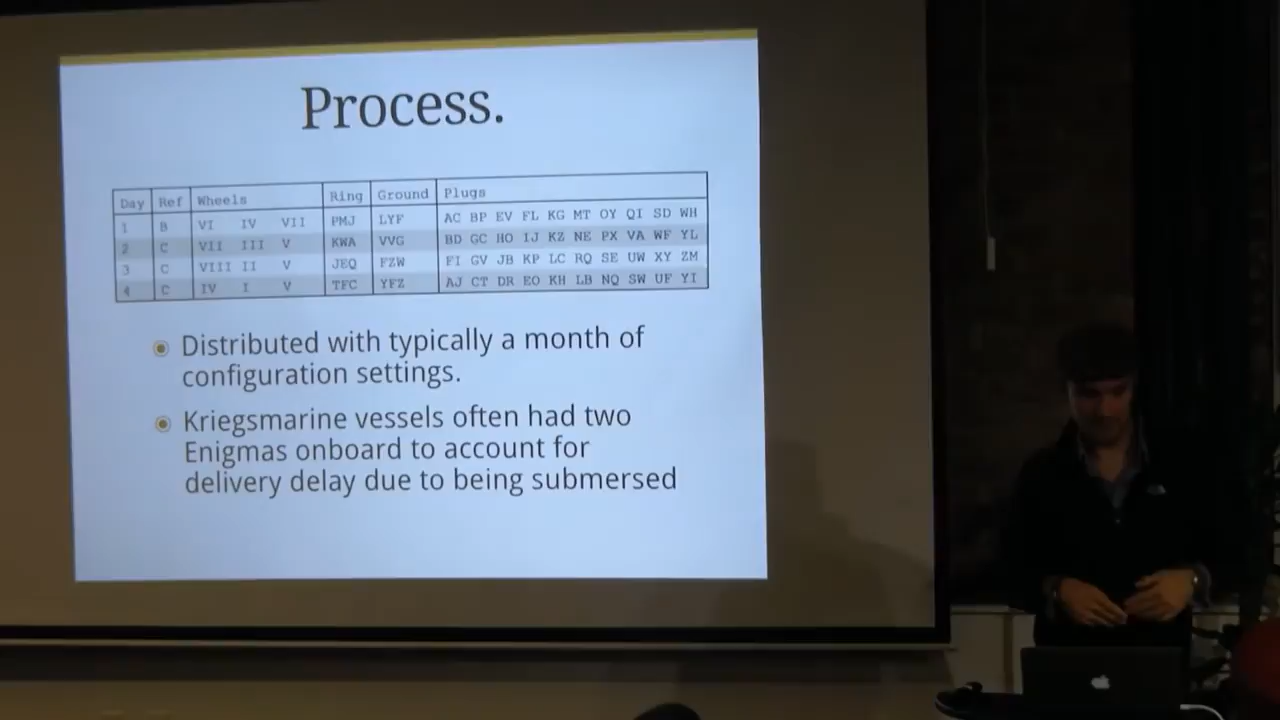 Process.
Day Ref Wheels Ring Ground Plugs
1 B VI IV VII PMJ LYF AC BP EV FL KG MT OY QI SD WH
2 C VII III V KWA VVG BD GC HO IJ KZ NE PX VA WF YL
3 C VIII II V JEQ FZW FI GV JB KP LC RQ SE UW XY ZM
4 C IV I V TFC YFZ AJ CT DR EO KH LB NQ SW UF YI
Distributed with typically a month of
configuration settings.
Kriegsmarine vessels often had two
Enigmas onboard to account for
delivery delay due to being submersed